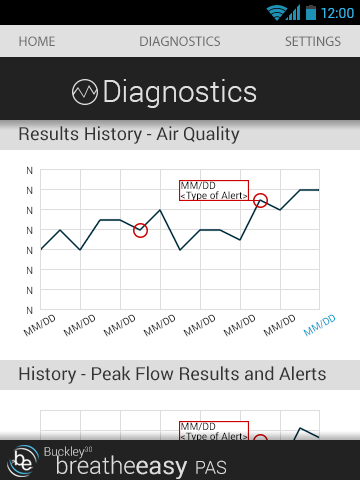 12:00
HOME DIAGNOSTICS SETTINGS
Diagnostics
Results History - Air Quality
MM/DD
<Type of Alert>
N
N
N
N
N
N
N
N
MM/DD MM/DD MM/DD MM/DD MM/DD MM/DD MM/DD MM/DD
History - Peak Flow Results and Alerts
N
N
MM/DD
<Type of Alert>
be Buckley30
breatheeasy PAS